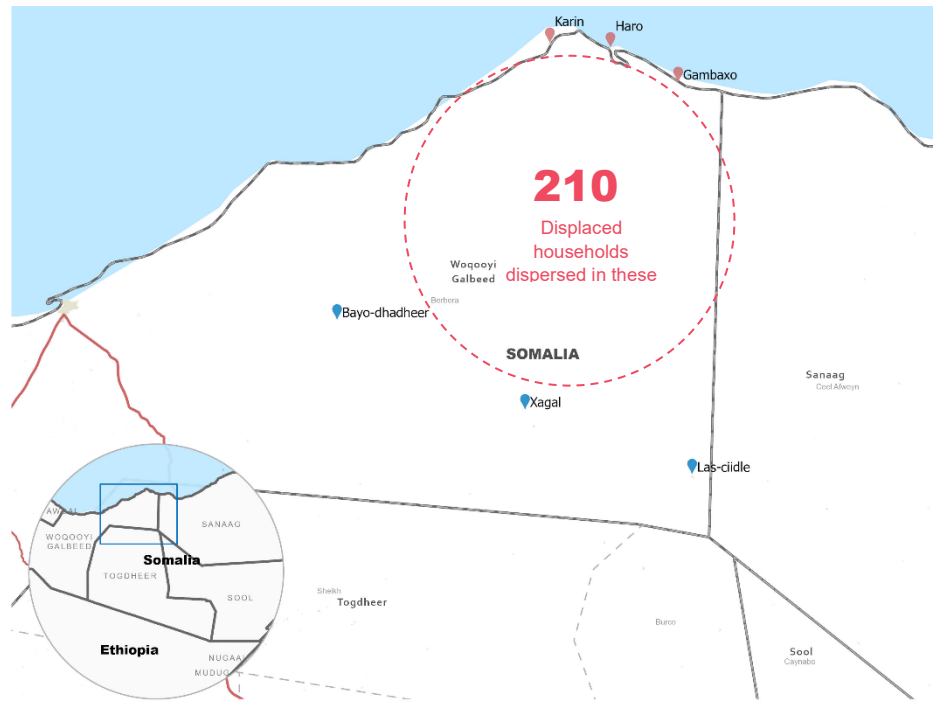 Karin
Haro
Gambaxo
210
Displaced
households
dispersed in these
Woqooyi
Galbeed
Berbera
Bayo-dhadheer
SOMALIA
Sanaag
Ceel Afweyn
Xagal
Las-ciidle
SANAAG
WOQOOYI
GALBEED
Somalia
TOGDHEER
SOOL
Ethiopia
NUGAAL
MUDUG
Sheikh
Togdheer
Burco
Sool
Caynabo